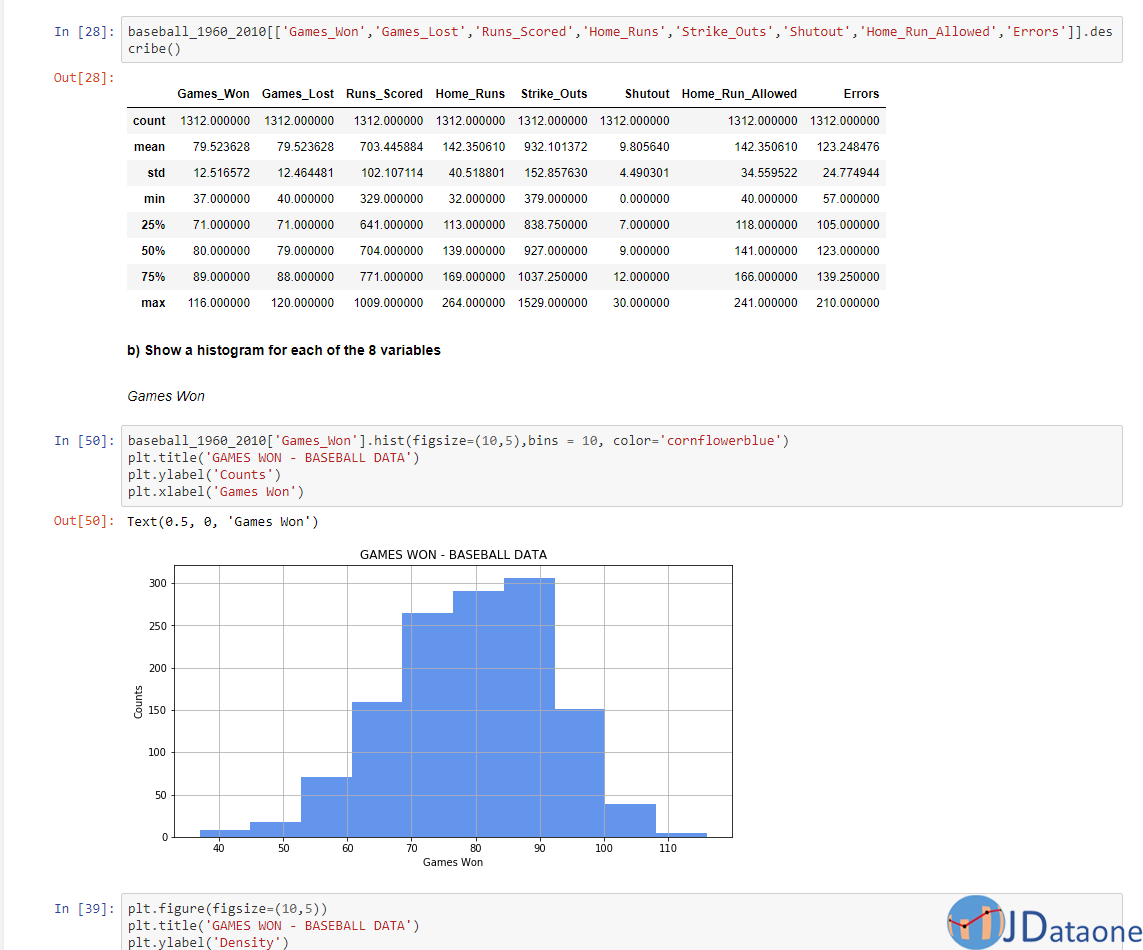 In [28]: baseball_1960_2010[['Games_Won','Games_Lost','Runs_Scored','Home_Runs','Strike_Outs','Shutout','Home_Run_Allowed','Errors']].des
cribe()
Out[28]:
Games_Won Games_Lost Runs_Scored Home_Runs Strike_Outs Shutout Home_Run_Allowed Errors
count 1312.000000 1312.000000 1312.000000 1312.000000 1312.000000 1312.000000 1312.000000 1312.000000
mean 79.523628 79.523628 703.445884 142.350610 932.101372 9.805640 142.350610 123.248476
std 12.516572 12.464481 102.107114 40.518801 152.857630 4.490301 34.559522 24.774944
min 37.000000 40.000000 329.000000 32.000000 379.000000 0.000000 40.000000 57.000000
25% 71.000000 71.000000 641.000000 113.000000 838.750000 7.000000 118.000000 105.000000
50% 80.000000 79.000000 704.000000 139.000000 927.000000 9.000000 141.000000 123.000000
75% 89.000000 88.000000 771.000000 169.000000 1037.250000 12.000000 166.000000 139.250000
max 116.000000 120.000000 1009.000000 264.000000 1529.000000 30.000000 241.000000 210.000000
b) Show a histogram for each of the 8 variables
Games Won
In [50]: baseball_1960_2010['Games_Won'].hist(figsize=(10,5),bins = 10, color='cornflowerblue')
plt.title('GAMES WON - BASEBALL DATA')
plt.ylabel('Counts')
plt.xlabel('Games Won')
Out[50]: Text(0.5, 0, 'Games Won')
GAMES WON - BASEBALL DATA
300
250
200
150
100
50
0
Counts
40 50 60 70 80 90 100 110
Games Won
In [39]: plt.figure(figsize=(10,5))
plt.title('GAMES WON - BASEBALL DATA')
plt.ylabel('Density')
JDataone